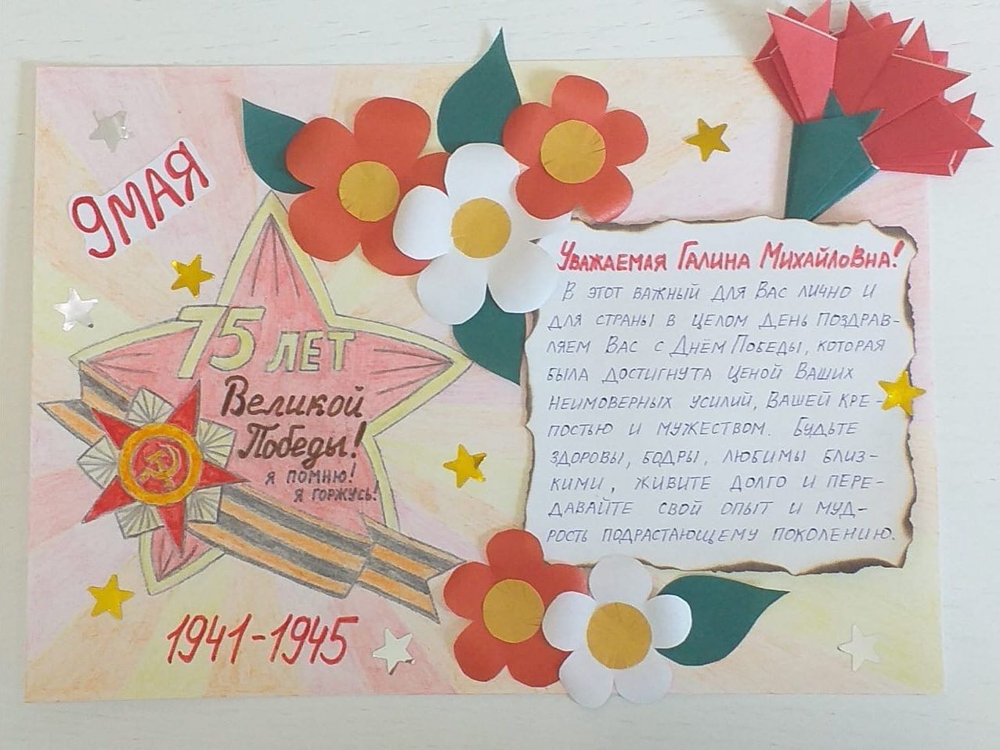 9 МАЯ
75 ЛЕТ
Великой
Победы!
Я ПОМНЮ!
Я ГОРЖУСЬ!
1941-1945
УВАЖАЕМАЯ ГАЛИНА МИХАЙЛОВНА!
В ЭТОТ ВАЖНЫЙ ДЛЯ ВАС ЛИЧНО И
ДЛЯ СТРАНЫ В ЦЕЛОМ ДЕНЬ ПОЗДРАВ-
ЛЯЕМ ВАС С ДНЁМ ПОБЕДЫ, КОТОРАЯ
БЫЛА ДОСТИГНУТА ЦЕНОЙ ВАШИХ
НЕИМОВЕРНЫХ УСИЛИЙ, ВАШЕЙ КРЕ-
ПОСТЬЮ И МУЖЕСТВОМ. БУДЬТЕ
ЗДОРОВЫ, БОДРЫ, ЛЮБИМЫ БЛИЗ-
КИМИ, ЖИВИТЕ ДОЛГО И ПЕРЕ-
ДАВАЙТЕ СВОЙ ОПЫТ И МУД-
РОСТЬ ПОДРАСТАЮЩЕМУ ПОКОЛЕНИЮ.